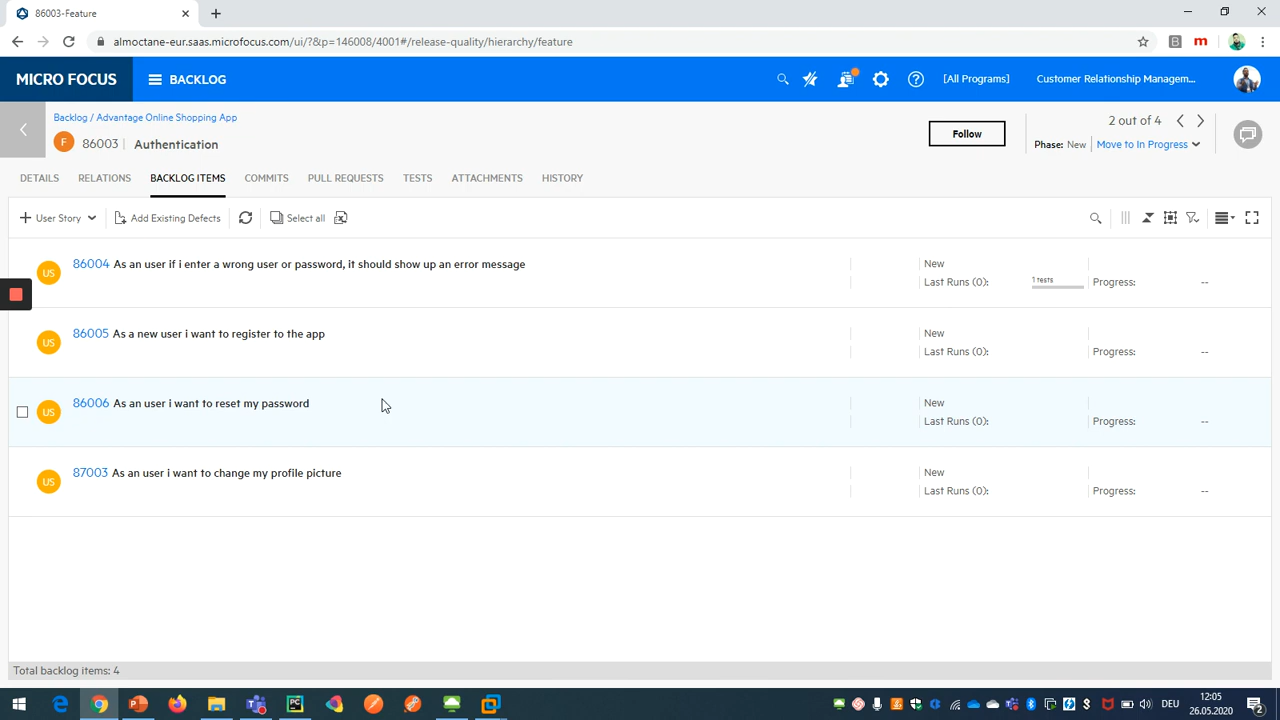 86003-Feature
almoctane-eur.saas.microfocus.com/ui/?&p=146008/4001#/release-quality/hierarchy/feature
MICRO FOCUS
BACKLOG
[All Programs]
Customer Relationship Managem...
Backlog / Advantage Online Shopping App
F 86003 Authentication
Follow
2 out of 4
Phase: New
Move to In Progress
DETAILS
RELATIONS
BACKLOG ITEMS
COMMITS
PULL REQUESTS
TESTS
ATTACHMENTS
HISTORY
User Story
Add Existing Defects
Select all
US 86004 As an user if i enter a wrong user or password, it should show up an error message
New
Last Runs (0):
1 Tests
Progress: --
US 86005 As a new user i want to register to the app
New
Last Runs (0):
Progress: --
US 86006 As an user i want to reset my password
New
Last Runs (0):
Progress: --
US 87003 As an user i want to change my profile picture
New
Last Runs (0):
Progress: --
Total backlog items: 4
DEU
12:05
26.05.2020
2